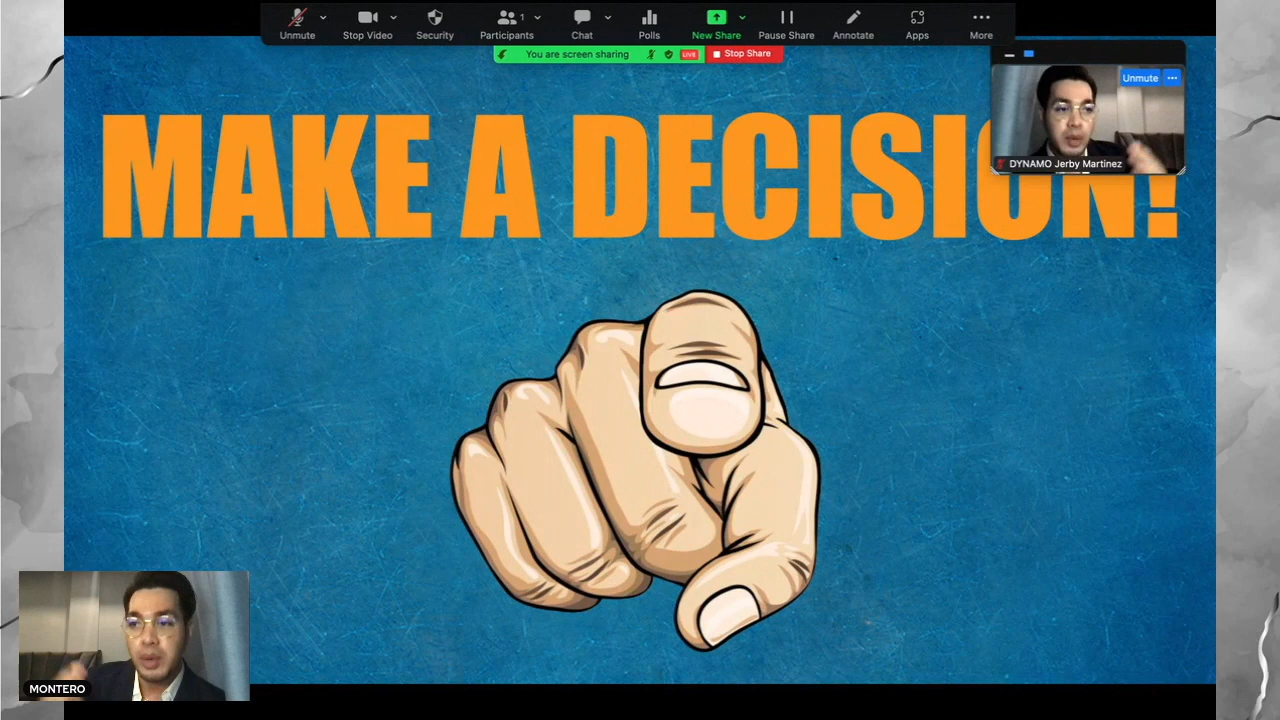 Unmute
Stop Video
Security
Participants
1
Chat
Polls
New Share
Pause Share
Annotate
Apps
More
You are screen sharing
LIVE
Stop Share
Unmute
DYNAMO Jerby Martinez
MAKE A DECISION!
MONTERO